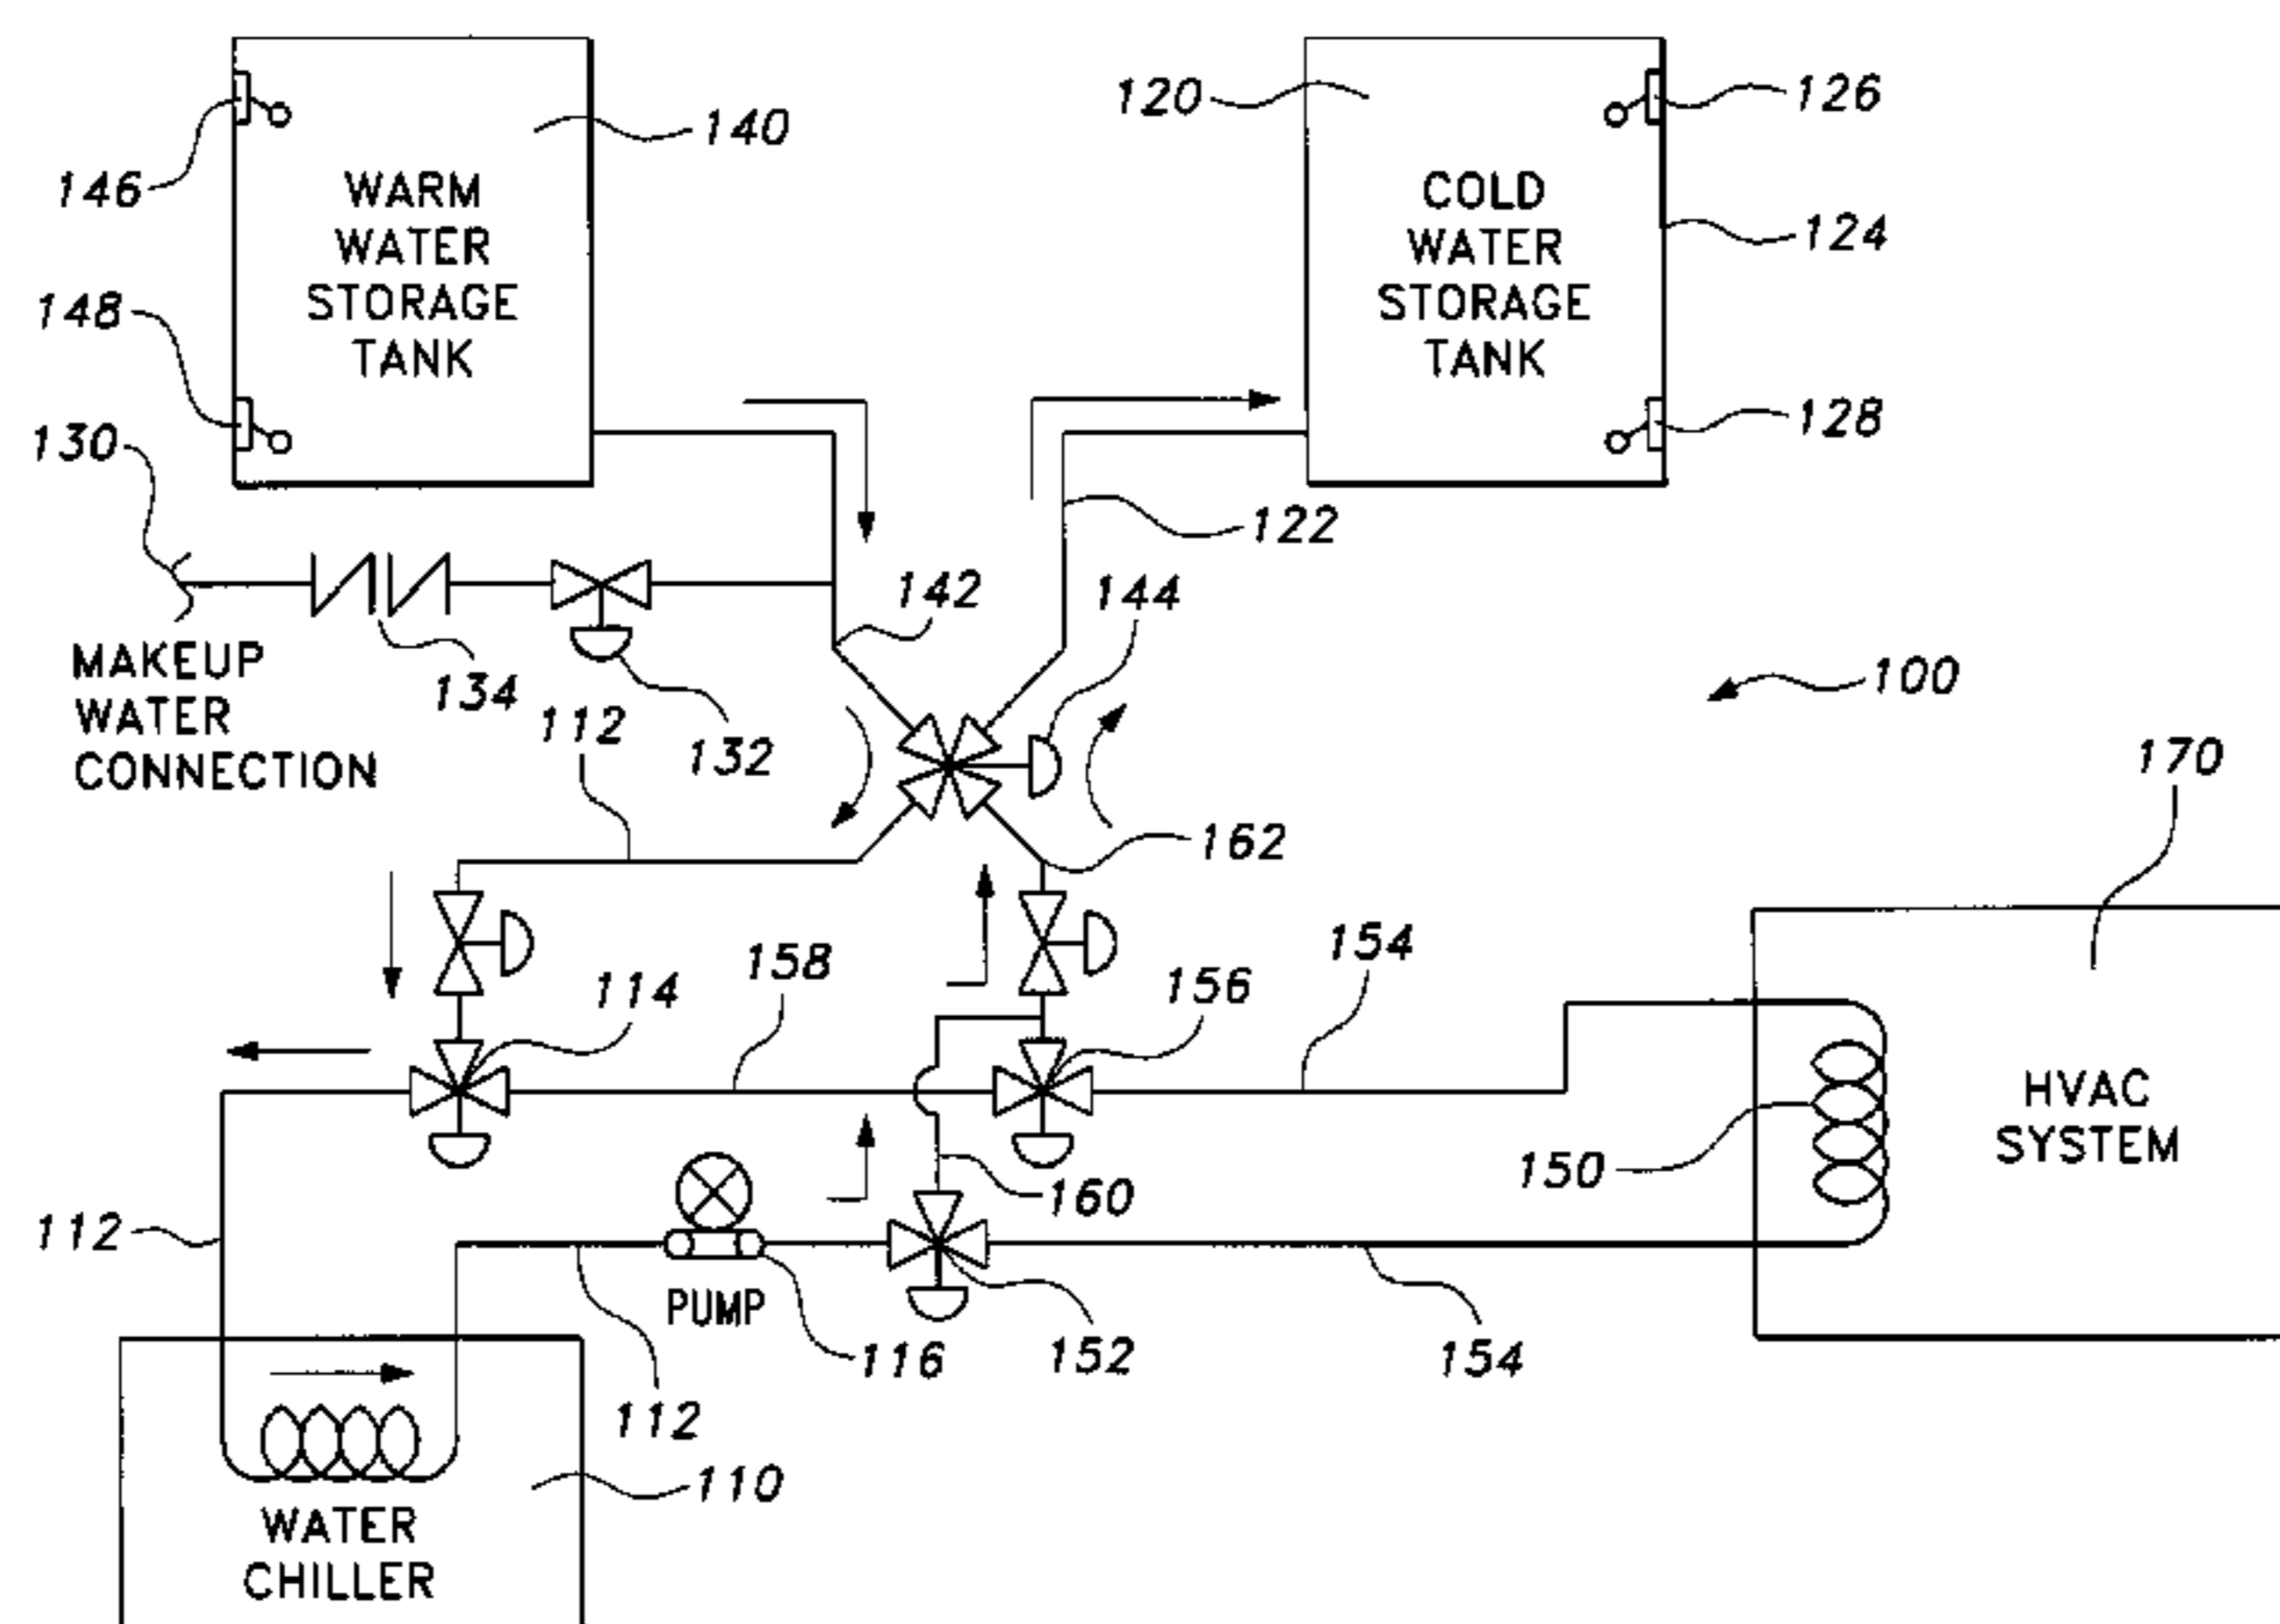 140
WARM
WATER
STORAGE
TANK
146
148
120
COLD
WATER
STORAGE
TANK
126
124
128
130
MAKEUP
WATER
CONNECTION
134
132
142
144
122
112
162
100
170
114
158
156
154
HVAC
SYSTEM
150
160
112
PUMP
116
152
154
112
110
WATER
CHILLER